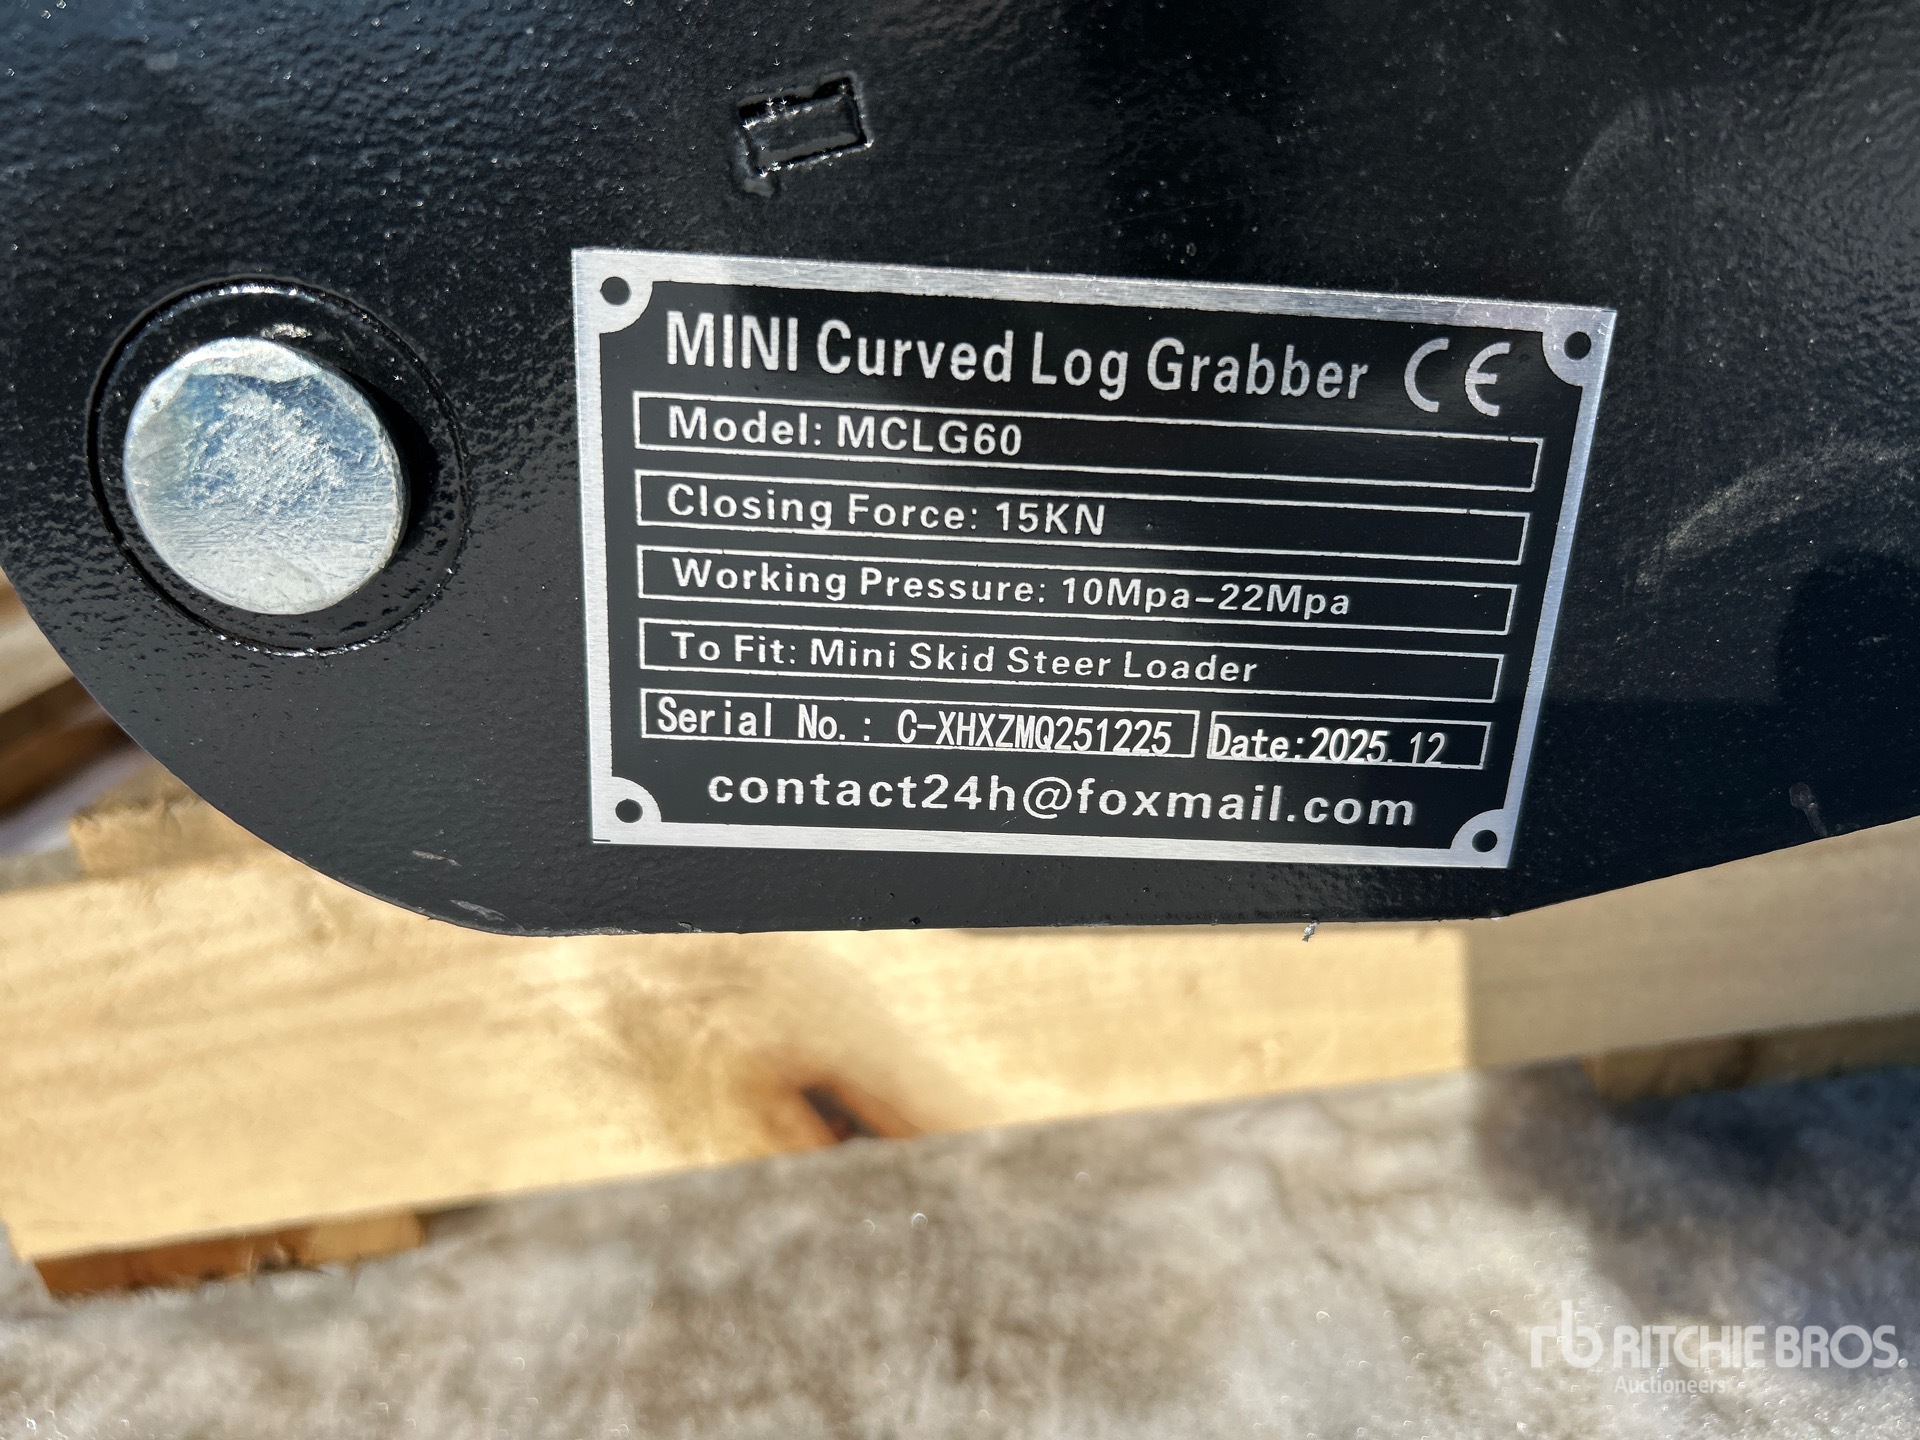 MINI Curved Log Grabber CE
Model: MCLG60
Closing Force: 15KN
Working Pressure: 10Mpa-22Mpa
To Fit: Mini Skid Steer Loader
Serial No.: C-XHXZMQ251225 Date:2025.12
contact24h@foxmail.com
rb RITCHIE BROS.
Auctioneers